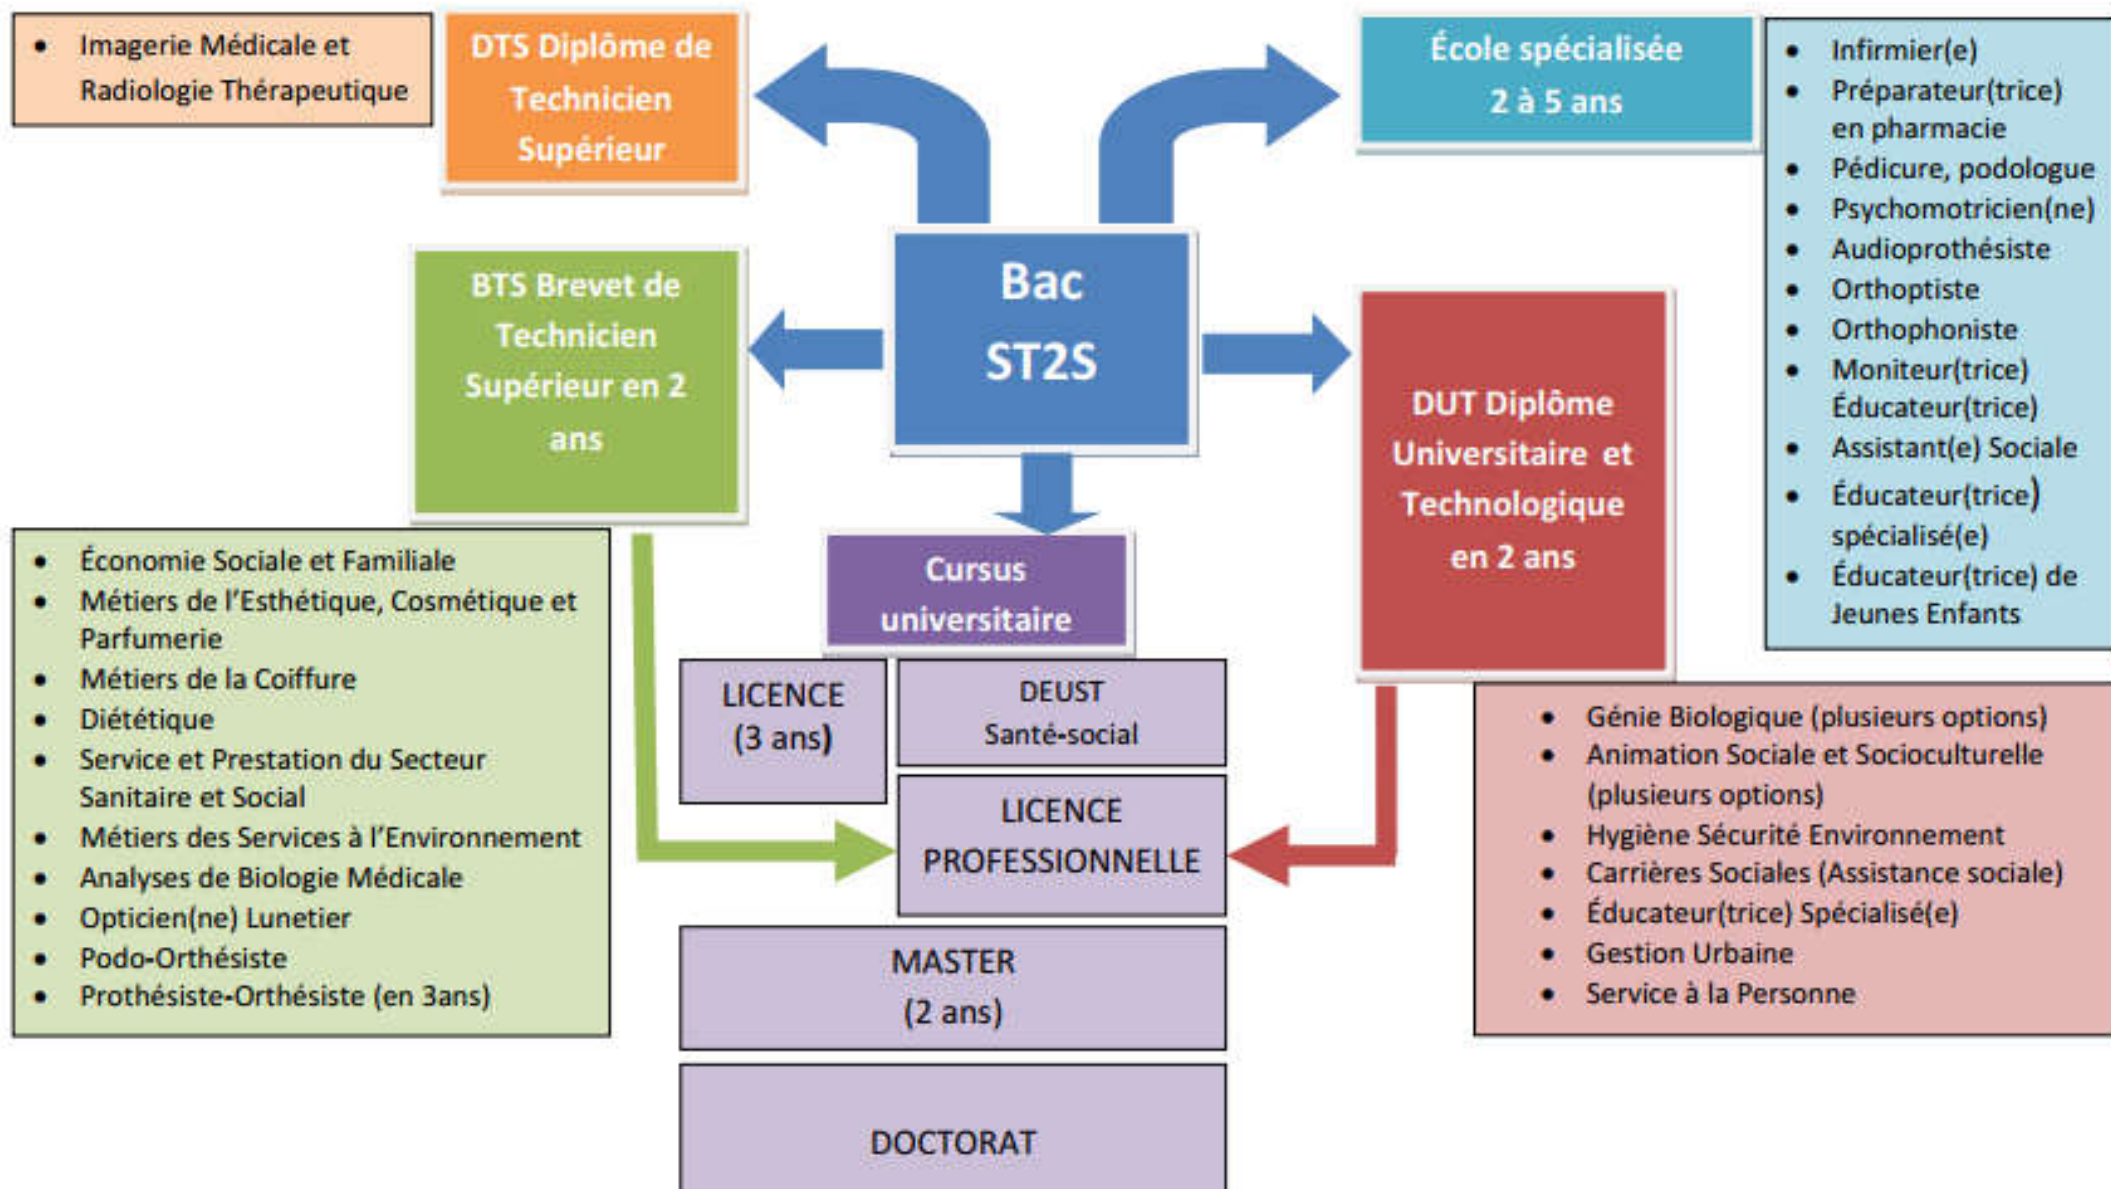 • Imagerie Médicale et
Radiologie Thérapeutique
DTS Diplôme de
Technicien
Supérieur
École spécialisée
2 à 5 ans
• Infirmier(e)
• Préparateur(trice)
en pharmacie
• Pédicure, podologue
• Psychomotricien(ne)
• Audioprothésiste
• Orthoptiste
• Orthophoniste
• Moniteur(trice)
Éducateur(trice)
• Assistant(e) Sociale
• Éducateur(trice)
spécialisé(e)
• Éducateur(trice) de
Jeunes Enfants
Bac
ST2S
BTS Brevet de
Technicien
Supérieur en 2
ans
DUT Diplôme
Universitaire et
Technologique
en 2 ans
• Économie Sociale et Familiale
• Métiers de l'Esthétique, Cosmétique et
Parfumerie
• Métiers de la Coiffure
• Diététique
• Service et Prestation du Secteur
Sanitaire et Social
• Métiers des Services à l'Environnement
• Analyses de Biologie Médicale
• Opticien(ne) Lunetier
• Podo-Orthésiste
• Prothésiste-Orthésiste (en 3ans)
Cursus
universitaire
LICENCE
(3 ans)
DEUST
Santé-social
LICENCE
PROFESSIONNELLE
MASTER
(2 ans)
DOCTORAT
• Génie Biologique (plusieurs options)
• Animation Sociale et Socioculturelle
(plusieurs options)
• Hygiène Sécurité Environnement
• Carrières Sociales (Assistance sociale)
• Éducateur(trice) Spécialisé(e)
• Gestion Urbaine
• Service à la Personne